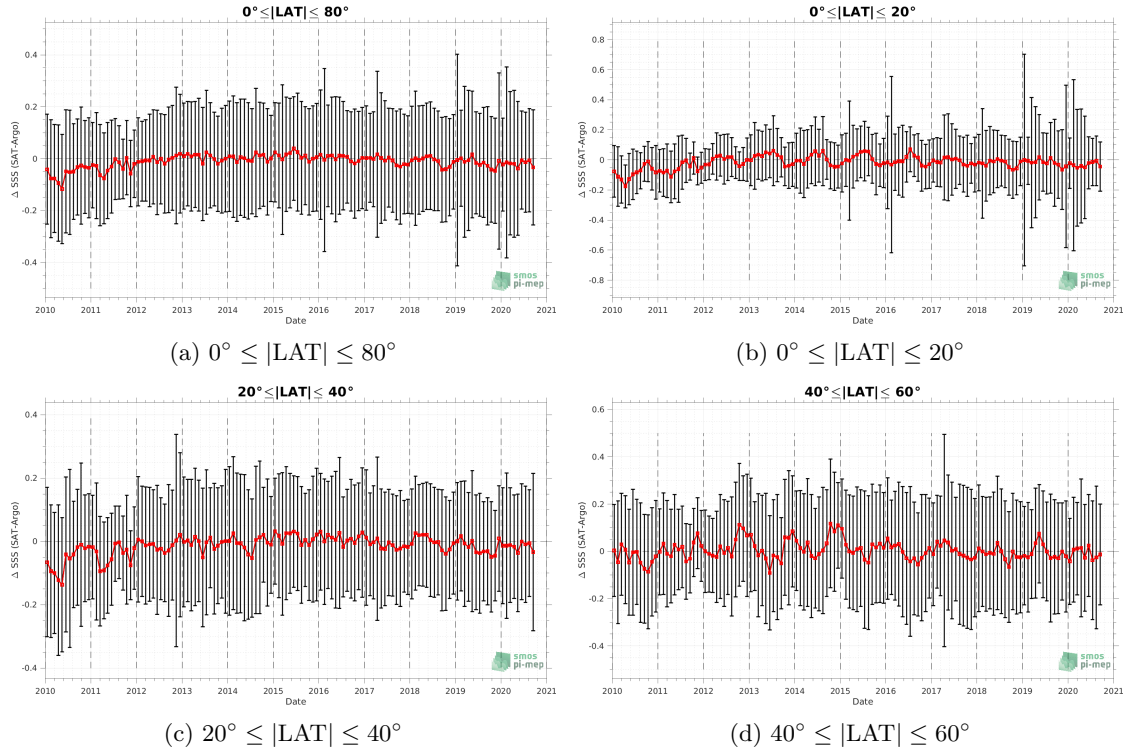 0°≤|LAT|≤ 80°
0.4
0.2
0
-0.2
-0.4
Δ SSS (SAT-Argo)
2010 2011 2012 2013 2014 2015 2016 2017 2018 2019 2020 2021
Date
smos
pi-mep
(a) 0° ≤ |LAT| ≤ 80°
0°≤|LAT|≤ 20°
0.8
0.6
0.4
0.2
0
-0.2
-0.4
-0.6
-0.8
Δ SSS (SAT-Argo)
2010 2011 2012 2013 2014 2015 2016 2017 2018 2019 2020 2021
Date
smos
pi-mep
(b) 0° ≤ |LAT| ≤ 20°
20°≤|LAT|≤ 40°
0.4
0.2
0
-0.2
-0.4
Δ SSS (SAT-Argo)
2010 2011 2012 2013 2014 2015 2016 2017 2018 2019 2020 2021
Date
smos
pi-mep
(c) 20° ≤ |LAT| ≤ 40°
40°≤|LAT|≤ 60°
0.6
0.4
0.2
0
-0.2
-0.4
Δ SSS (SAT-Argo)
2010 2011 2012 2013 2014 2015 2016 2017 2018 2019 2020 2021
Date
smos
pi-mep
(d) 40° ≤ |LAT| ≤ 60°